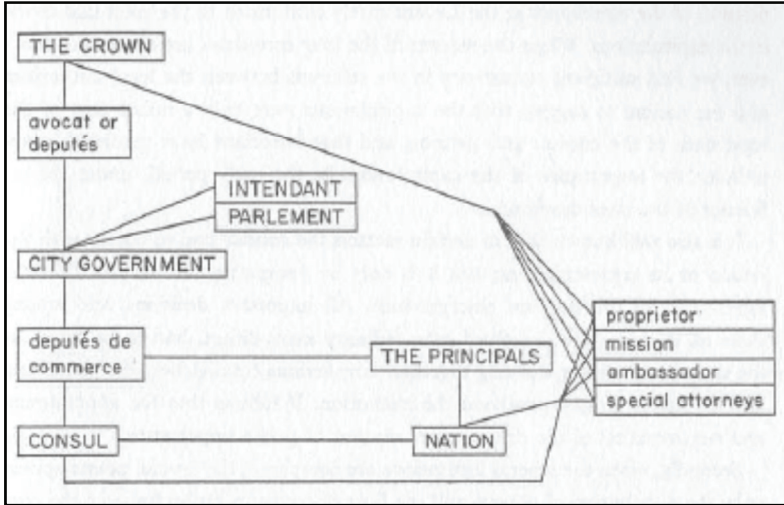 THE CROWN
avocat or
deputés
INTENDANT
PARLEMENT
CITY GOVERNMENT
deputés de
commerce
THE PRINCIPALS
proprietor
mission
ambassador
special attorneys
CONSUL
NATION